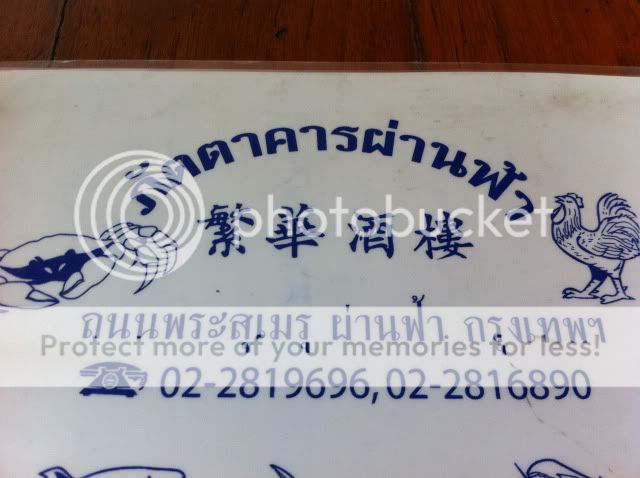 ภัตตาคารผ่านฟ้า
繁華酒樓
photobucket
ถนนพระสุเมรุ ผ่านฟ้า กรุงเทพฯ
Protect more of your memories for less!
02-2819696, 02-2816890